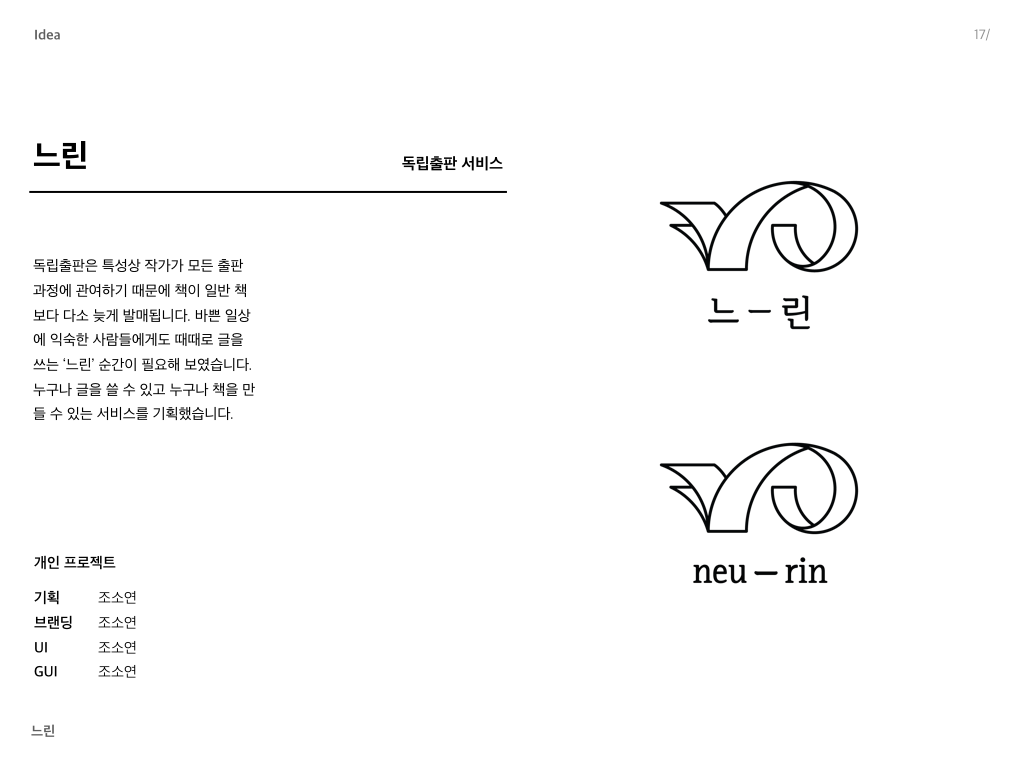 Idea
17/
느린
독립출판 서비스
독립출판은 특성상 작가가 모든 출판
과정에 관여하기 때문에 책이 일반 책
보다 다소 늦게 발매됩니다. 바쁜 일상
에 익숙한 사람들에게도 때때로 글을
쓰는 ‘느린’ 순간이 필요해 보였습니다.
누구나 글을 쓸 수 있고 누구나 책을 만
들 수 있는 서비스를 기획했습니다.
개인 프로젝트
기획 조소연
브랜딩 조소연
UI 조소연
GUI 조소연
느린
느 – 린
neu – rin